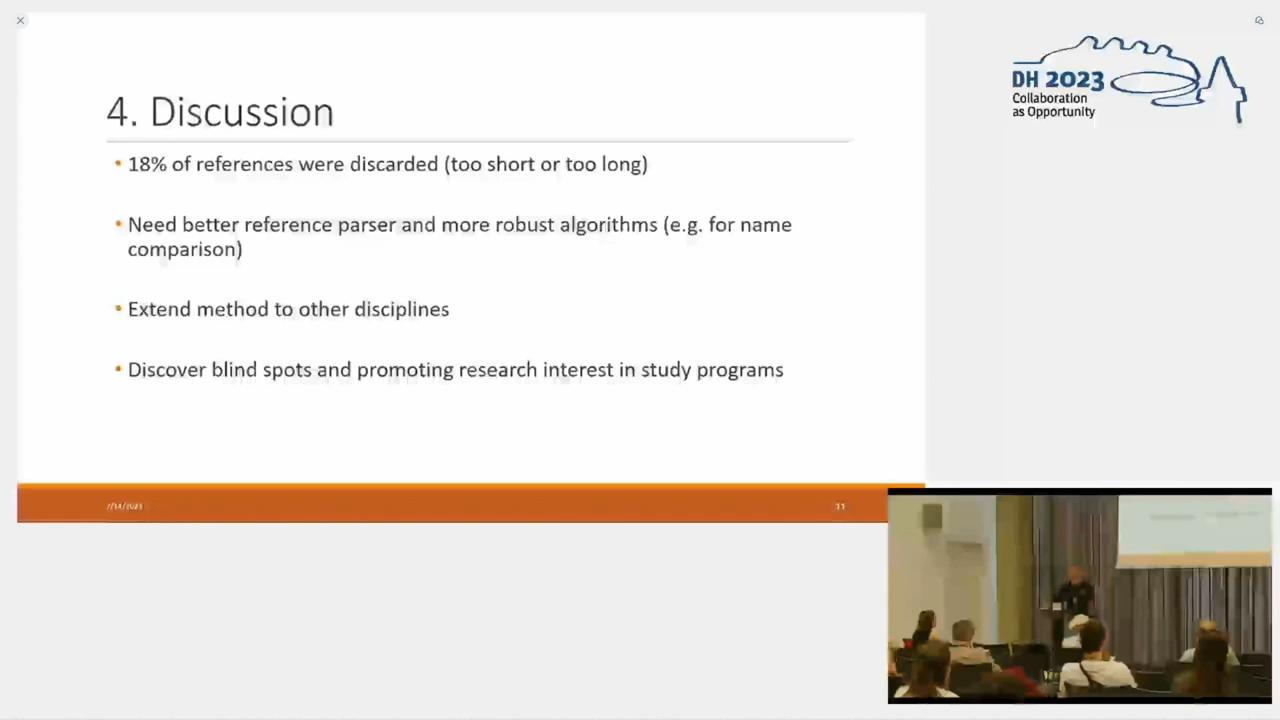 4. Discussion
• 18% of references were discarded (too short or too long)
• Need better reference parser and more robust algorithms (e.g. for name
comparison)
• Extend method to other disciplines
• Discover blind spots and promoting research interest in study programs
11
DH 2023
Collaboration
as Opportunity